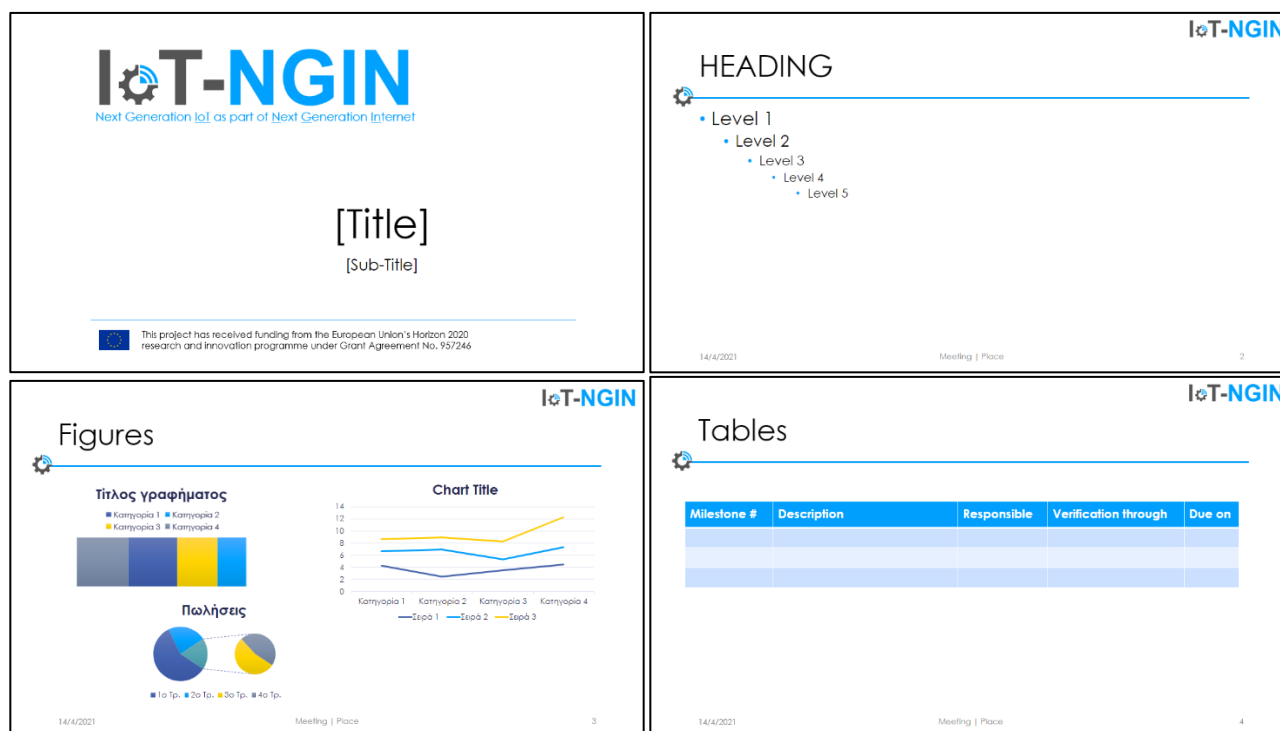 IoT-NGIN
Next Generation IoT as part of Next Generation Internet
[Title]
[Sub-Title]
This project has received funding from the European Union's Horizon 2020
research and innovation programme under Grant Agreement No. 957246
IoT-NGIN
HEADING
• Level 1
• Level 2
• Level 3
• Level 4
• Level 5
14/4/2021 Meeting | Place 2
IoT-NGIN
Figures
Τίτλος γραφήματος
Κατηγορία 1 Κατηγορία 2
Κατηγορία 3 Κατηγορία 4
Πωλήσεις
1ο Τρ. 2ο Τρ. 3ο Τρ. 4ο Τρ.
Chart Title
14
12
10
8
6
4
2
0
Κατηγορία 1 Κατηγορία 2 Κατηγορία 3 Κατηγορία 4
Σειρά 1 Σειρά 2 Σειρά 3
14/4/2021 Meeting | Place 3
IoT-NGIN
Tables
Milestone # Description Responsible Verification through Due on
14/4/2021 Meeting | Place 4